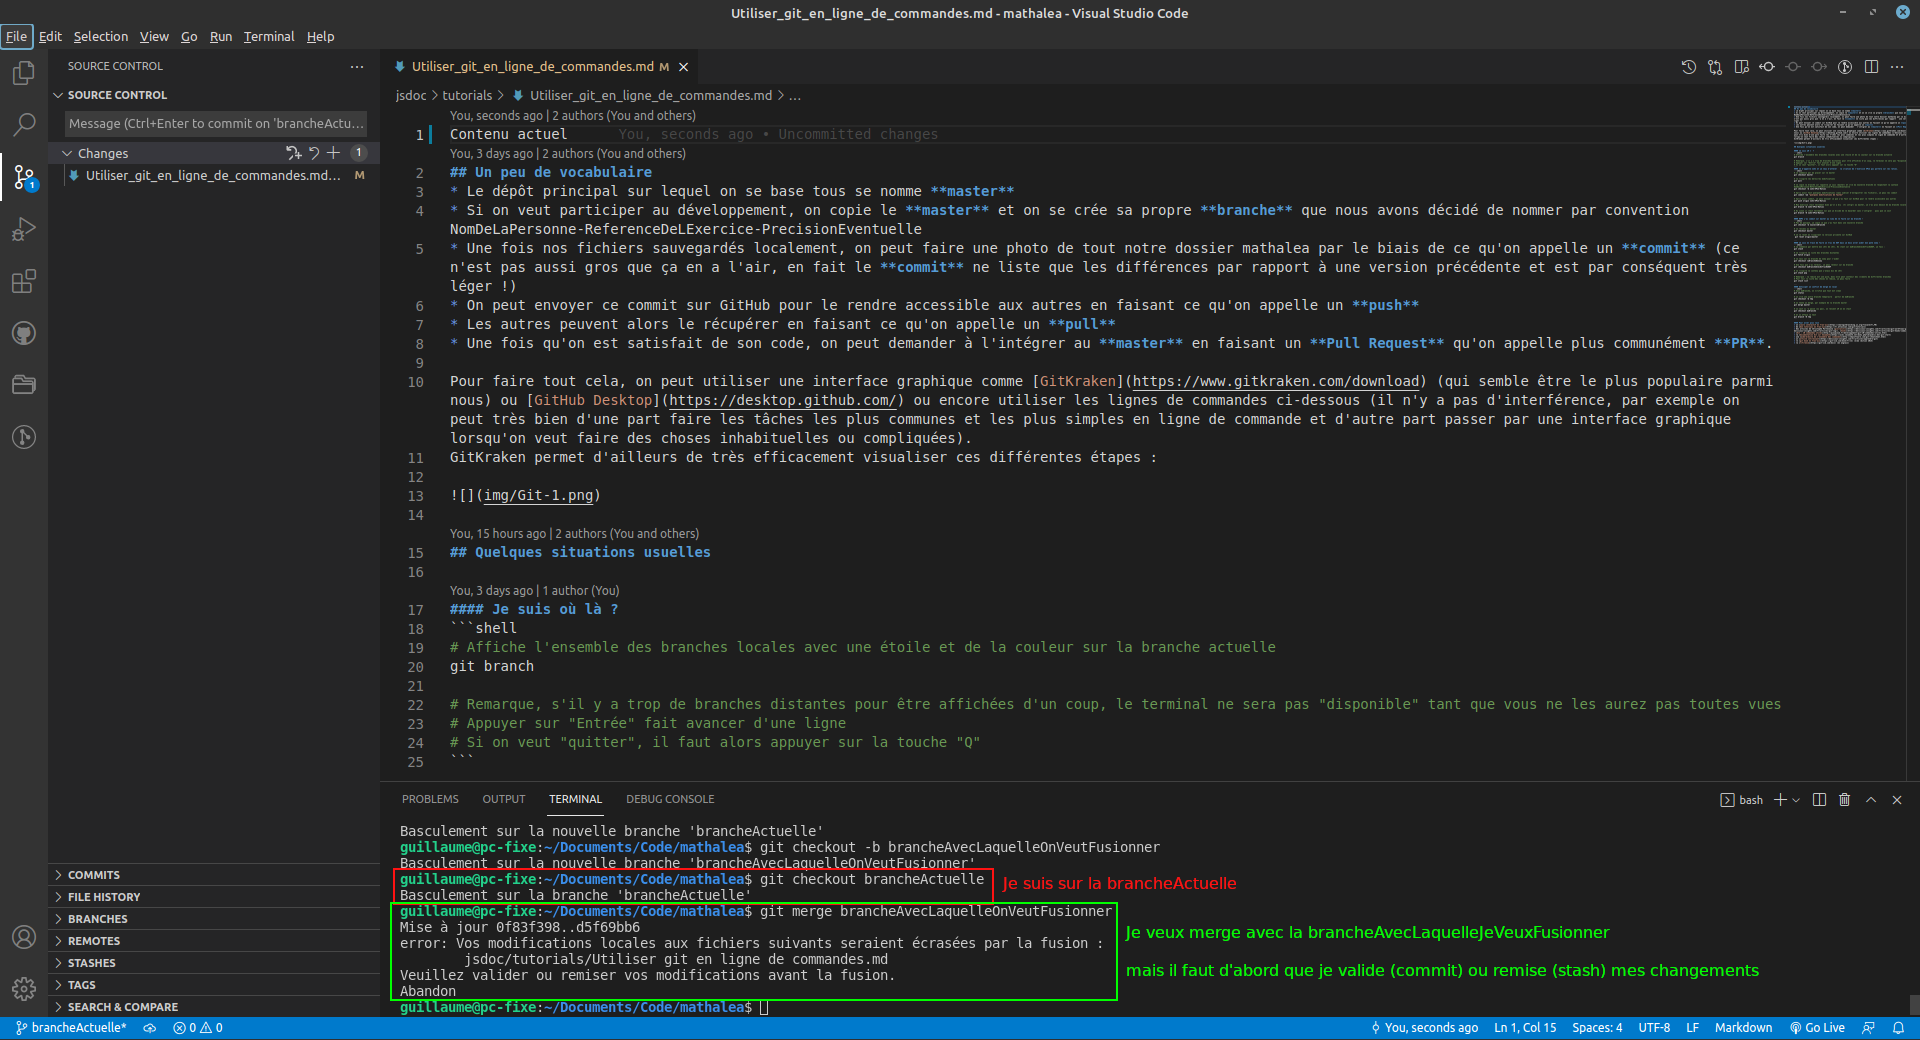 Utiliser_git_en_ligne_de_commandes.md - mathalea - Visual Studio Code
File Edit Selection View Go Run Terminal Help
SOURCE CONTROL
SOURCE CONTROL
Message (Ctrl+Enter to commit on 'brancheActu...
Changes 1
Utiliser_git_en_ligne_de_commandes.md... M
1
COMMITS
FILE HISTORY
BRANCHES
REMOTES
STASHES
TAGS
SEARCH & COMPARE
Utiliser_git_en_ligne_de_commandes.md M
jsdoc > tutorials > Utiliser_git_en_ligne_de_commandes.md > ...
You, seconds ago | 2 authors (You and others)
1 Contenu actuel You, seconds ago • Uncommitted changes
You, 3 days ago | 2 authors (You and others)
2 ## Un peu de vocabulaire
3 * Le dépôt principal sur lequel on se base tous se nomme **master**
4 * Si on veut participer au développement, on copie le **master** et on se crée sa propre **branche** que nous avons décidé de nommer par convention
NomDeLaPersonne-ReferenceDeLExercice-PrecisionEventuelle
5 * Une fois nos fichiers sauvegardés localement, on peut faire une photo de tout notre dossier mathalea par le biais de ce qu'on appelle un **commit** (ce
n'est pas aussi gros que ça en a l'air, en fait le **commit** ne liste que les différences par rapport à une version précédente et est par conséquent très
léger !)
6 * On peut envoyer ce commit sur GitHub pour le rendre accessible aux autres en faisant ce qu'on appelle un **push**
7 * Les autres peuvent alors le récupérer en faisant ce qu'on appelle un **pull**
8 * Une fois qu'on est satisfait de son code, on peut demander à l'intégrer au **master** en faisant un **Pull Request** qu'on appelle plus communément **PR**.
9
10 Pour faire tout cela, on peut utiliser une interface graphique comme [GitKraken](https://www.gitkraken.com/download) (qui semble être le plus populaire parmi
nous) ou [GitHub Desktop](https://desktop.github.com/) ou encore utiliser les lignes de commandes ci-dessous (il n'y a pas d'interférence, par exemple on
peut très bien d'une part faire les tâches les plus communes et les plus simples en ligne de commande et d'autre part passer par une interface graphique
lorsqu'on veut faire des choses inhabituelles ou compliquées).
11 GitKraken permet d'ailleurs de très efficacement visualiser ces différentes étapes :
12
13 ![](img/Git-1.png)
14
You, 15 hours ago | 2 authors (You and others)
15 ## Quelques situations usuelles
16
You, 3 days ago | 1 author (You)
17 #### Je suis où là ?
18 ```shell
19 # Affiche l'ensemble des branches locales avec une étoile et de la couleur sur la branche actuelle
20 git branch
21
22 # Remarque, s'il y a trop de branches distantes pour être affichées d'un coup, le terminal ne sera pas "disponible" tant que vous ne les aurez pas toutes vues
23 # Appuyer sur "Entrée" fait avancer d'une ligne
24 # Si on veut "quitter", il faut alors appuyer sur la touche "Q"
25 ```
PROBLEMS OUTPUT TERMINAL DEBUG CONSOLE bash
Basculement sur la nouvelle branche 'brancheActuelle'
guillaume@pc-fixe:~/Documents/Code/mathalea$ git checkout -b brancheAvecLaquelleOnVeutFusionner
Basculement sur la nouvelle branche 'brancheAvecLaquelleOnVeutFusionner'
guillaume@pc-fixe:~/Documents/Code/mathalea$ git checkout brancheActuelle
Basculement sur la branche 'brancheActuelle'
Je suis sur la brancheActuelle
guillaume@pc-fixe:~/Documents/Code/mathalea$ git merge brancheAvecLaquelleOnVeutFusionner
Mise à jour 0f83f398..d5f69bb6
error: Vos modifications locales aux fichiers suivants seraient écrasées par la fusion :
jsdoc/tutorials/Utiliser git en ligne de commandes.md
Veuillez valider ou remiser vos modifications avant la fusion.
Abandon
Je veux merge avec la brancheAvecLaquelleJeVeuxFusionner
mais il faut d'abord que je valide (commit) ou remise (stash) mes changements
guillaume@pc-fixe:~/Documents/Code/mathalea$
brancheActuelle* 0 0 You, seconds ago Ln 1, Col 15 Spaces: 4 UTF-8 LF Markdown Go Live